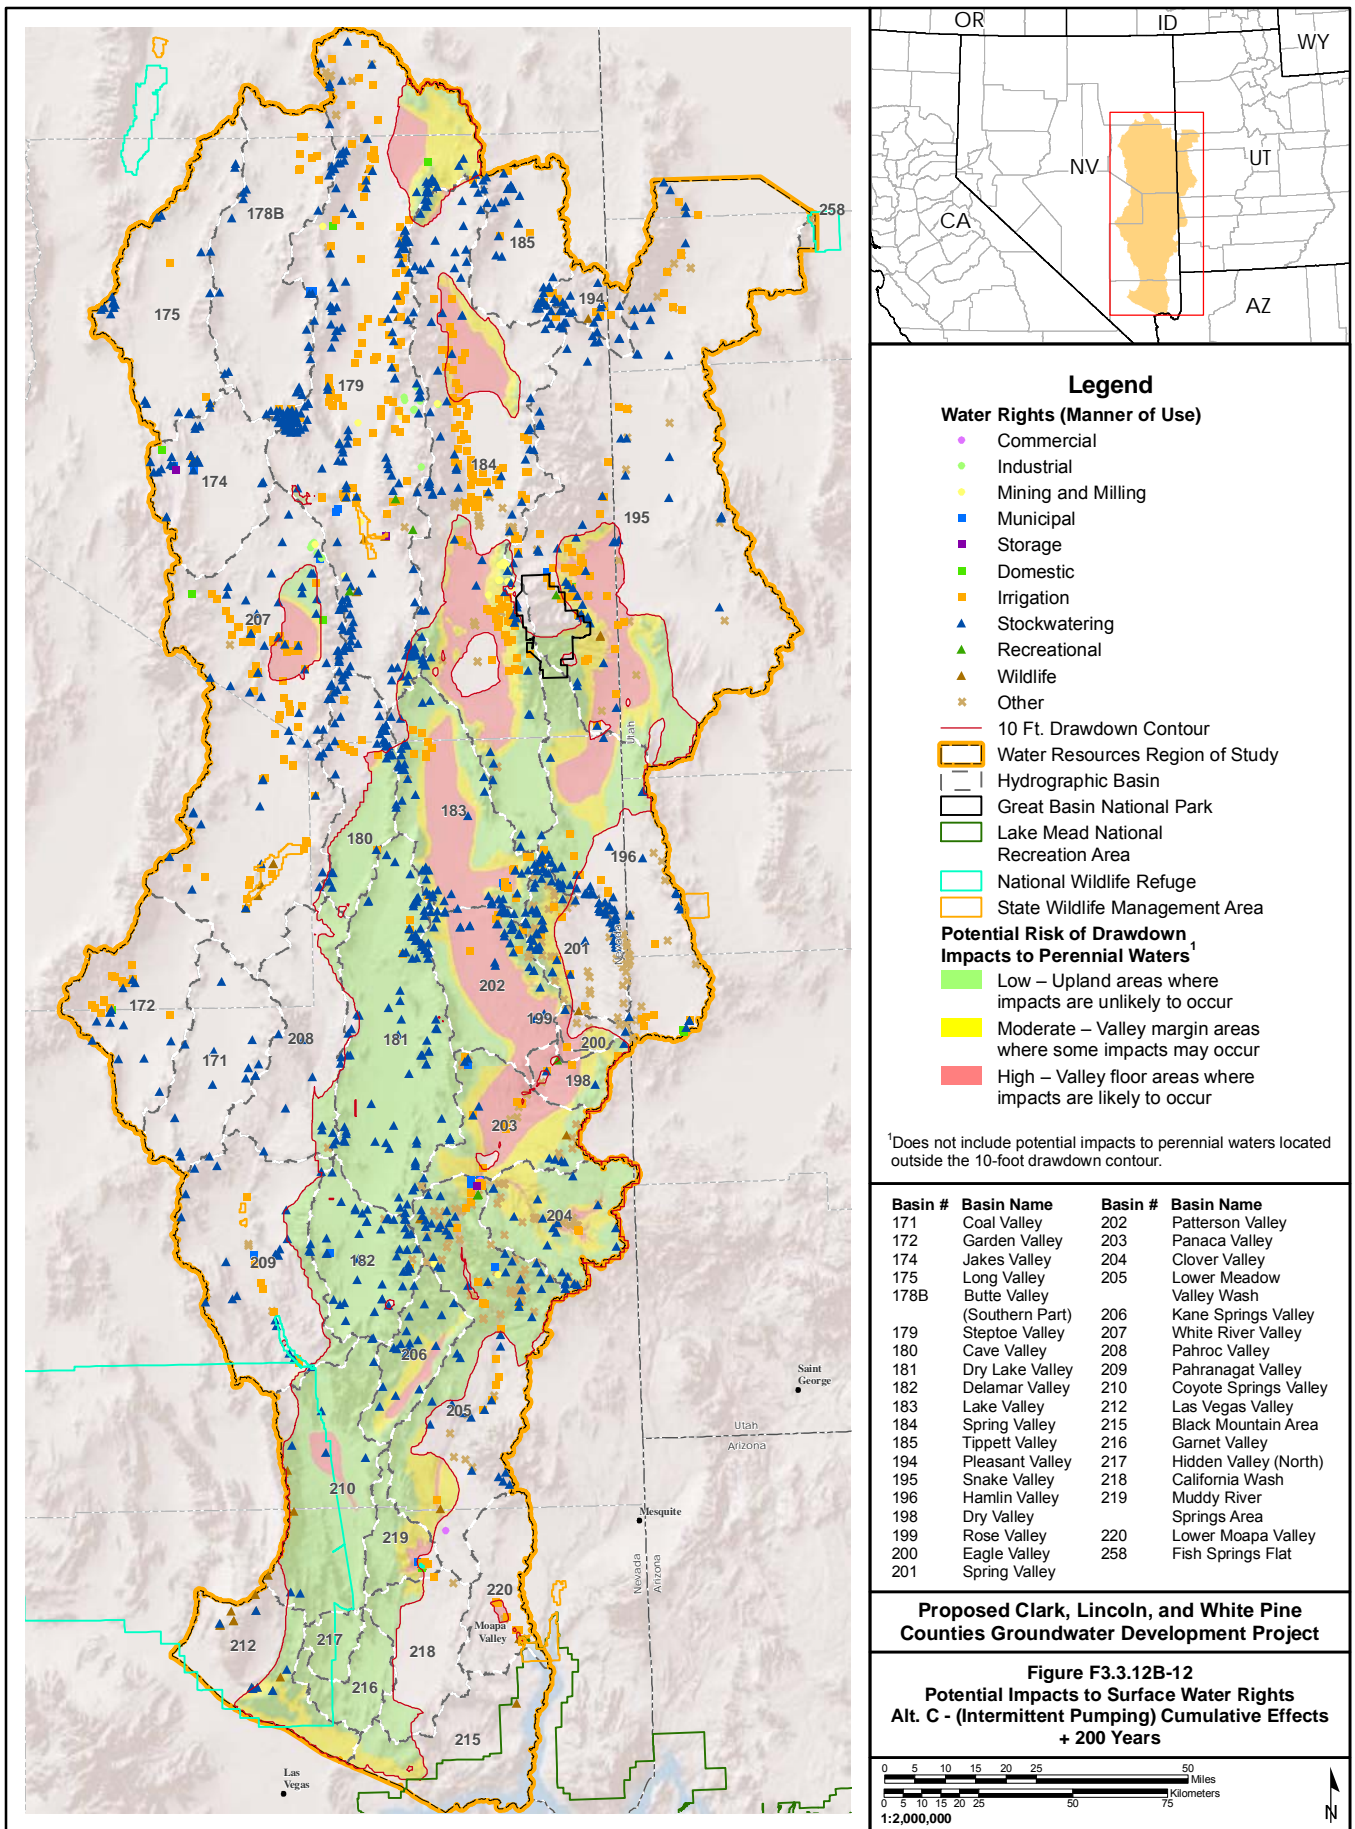 OR
ID
WY
NV
UT
CA
AZ
258
178B
185
194
175
179
184
174
195
207
Utah
183
180
196
201
Nevada
202
172
199
208
200
181
171
198
203
204
209
182
206
Saint
George
205
Utah
Arizona
210
Mesquite
219
Nevada
Arizona
220
Moapa
Valley
212
217
218
216
215
Las
Vegas
Legend
Water Rights (Manner of Use)
Commercial
Industrial
Mining and Milling
Municipal
Storage
Domestic
Irrigation
Stockwatering
Recreational
Wildlife
Other
10 Ft. Drawdown Contour
Water Resources Region of Study
Hydrographic Basin
Great Basin National Park
Lake Mead National
Recreation Area
National Wildlife Refuge
State Wildlife Management Area
Potential Risk of Drawdown
Impacts to Perennial Waters1
Low – Upland areas where
impacts are unlikely to occur
Moderate – Valley margin areas
where some impacts may occur
High – Valley floor areas where
impacts are likely to occur
1Does not include potential impacts to perennial waters located
outside the 10-foot drawdown contour.
Basin # Basin Name Basin # Basin Name
171 Coal Valley 202 Patterson Valley
172 Garden Valley 203 Panaca Valley
174 Jakes Valley 204 Clover Valley
175 Long Valley 205 Lower Meadow
178B Butte Valley Valley Wash
(Southern Part) 206 Kane Springs Valley
179 Steptoe Valley 207 White River Valley
180 Cave Valley 208 Pahroc Valley
181 Dry Lake Valley 209 Pahranagat Valley
182 Delamar Valley 210 Coyote Springs Valley
183 Lake Valley 212 Las Vegas Valley
184 Spring Valley 215 Black Mountain Area
185 Tippett Valley 216 Garnet Valley
194 Pleasant Valley 217 Hidden Valley (North)
195 Snake Valley 218 California Wash
196 Hamlin Valley 219 Muddy River
198 Dry Valley Springs Area
199 Rose Valley 220 Lower Moapa Valley
200 Eagle Valley 258 Fish Springs Flat
201 Spring Valley
Proposed Clark, Lincoln, and White Pine
Counties Groundwater Development Project
Figure F3.3.12B-12
Potential Impacts to Surface Water Rights
Alt. C - (Intermittent Pumping) Cumulative Effects
+ 200 Years
0 5 10 15 20 25 50
Miles
Kilometers
0 5 10 15 20 25 50 75
1:2,000,000
N